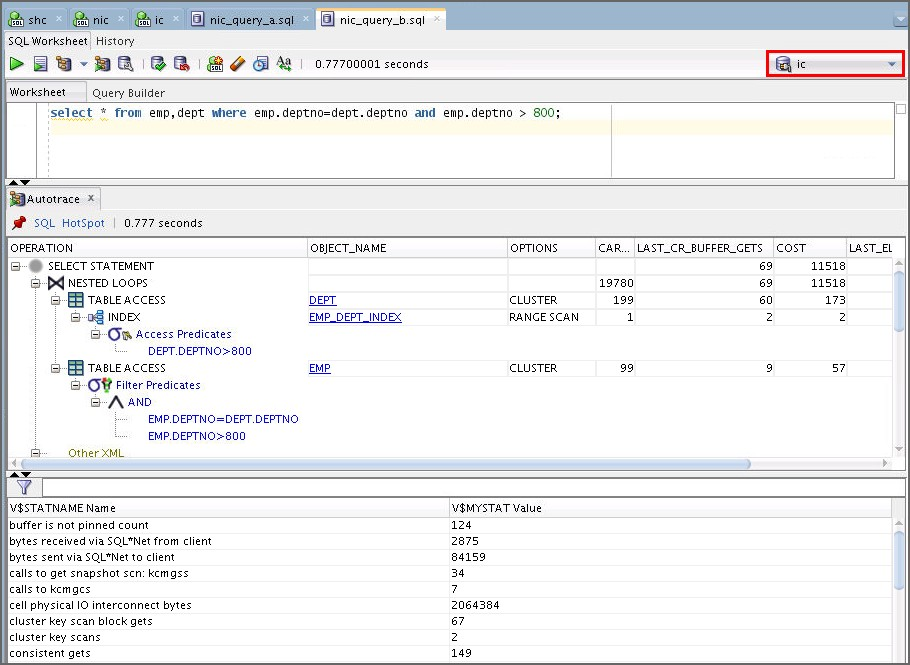 shc nic ic nic_query_a.sql nic_query_b.sql
SQL Worksheet History
0.77700001 seconds ic
Worksheet Query Builder
select * from emp,dept where emp.deptno=dept.deptno and emp.deptno > 800;
Autotrace
SQL HotSpot 0.777 seconds
OPERATION OBJECT_NAME OPTIONS CAR... LAST_CR_BUFFER_GETS COST LAST_EL
SELECT STATEMENT 69 11518
NESTED LOOPS 19780 69 11518
TABLE ACCESS DEPT CLUSTER 199 60 173
INDEX EMP_DEPT_INDEX RANGE SCAN 1 2 2
Access Predicates
DEPT.DEPTNO>800
TABLE ACCESS EMP CLUSTER 99 9 57
Filter Predicates
AND
EMP.DEPTNO=DEPT.DEPTNO
EMP.DEPTNO>800
Other XML
V$STATNAME Name V$MYSTAT Value
buffer is not pinned count 124
bytes received via SQL*Net from client 2875
bytes sent via SQL*Net to client 84159
calls to get snapshot scn: kcmgss 34
calls to kcmgcs 7
cell physical IO interconnect bytes 2064384
cluster key scan block gets 67
cluster key scans 2
consistent gets 149